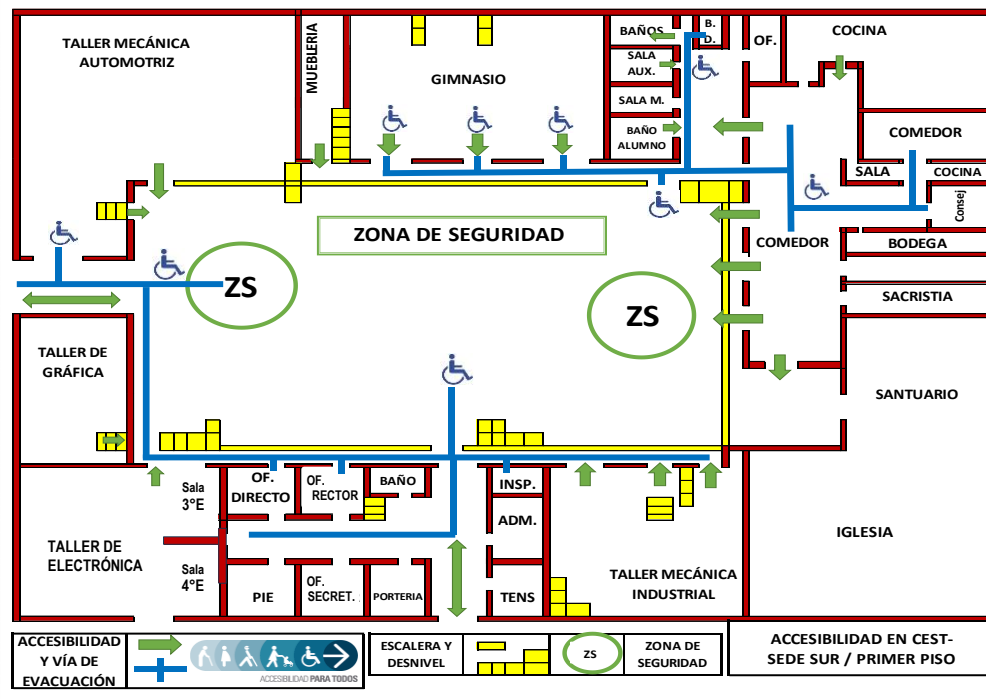 TALLER MECÁNICA
AUTOMOTRIZ
MUEBLERIA
GIMNASIO
BAÑOS
SALA
AUX.
SALA M.
BAÑO
ALUMNO
B.
D.
OF.
COCINA
COMEDOR
SALA
COCINA
Consej
COMEDOR
BODEGA
SACRISTIA
ZONA DE SEGURIDAD
ZS
ZS
TALLER DE
GRÁFICA
SANTUARIO
Sala
3°E
OF.
DIRECTO
OF.
RECTOR
BAÑO
INSP.
ADM.
TALLER DE
ELECTRÓNICA
Sala
4°E
PIE
OF.
SECRET.
PORTERIA
TENS
TALLER MECÁNICA
INDUSTRIAL
IGLESIA
ACCESIBILIDAD
Y VÍA DE
EVACUACIÓN
ACCESIBILIDAD PARA TODOS
ESCALERA Y
DESNIVEL
ZS
ZONA DE
SEGURIDAD
ACCESIBILIDAD EN CEST-
SEDE SUR / PRIMER PISO